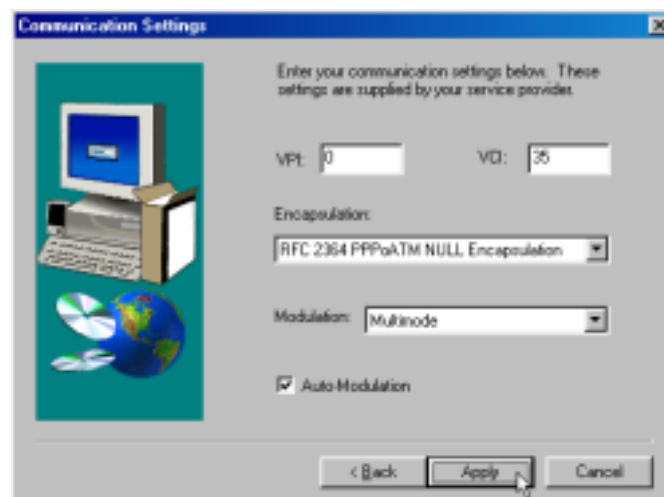 Communication Settings
Enter your communication settings below. These
settings are supplied by your service provider.
VPI: 0 VCI: 35
Encapsulation:
RFC 2364 PPPoATM NULL Encapsulation
Modulation: Multimode
Auto-Modulation
< Back Apply Cancel